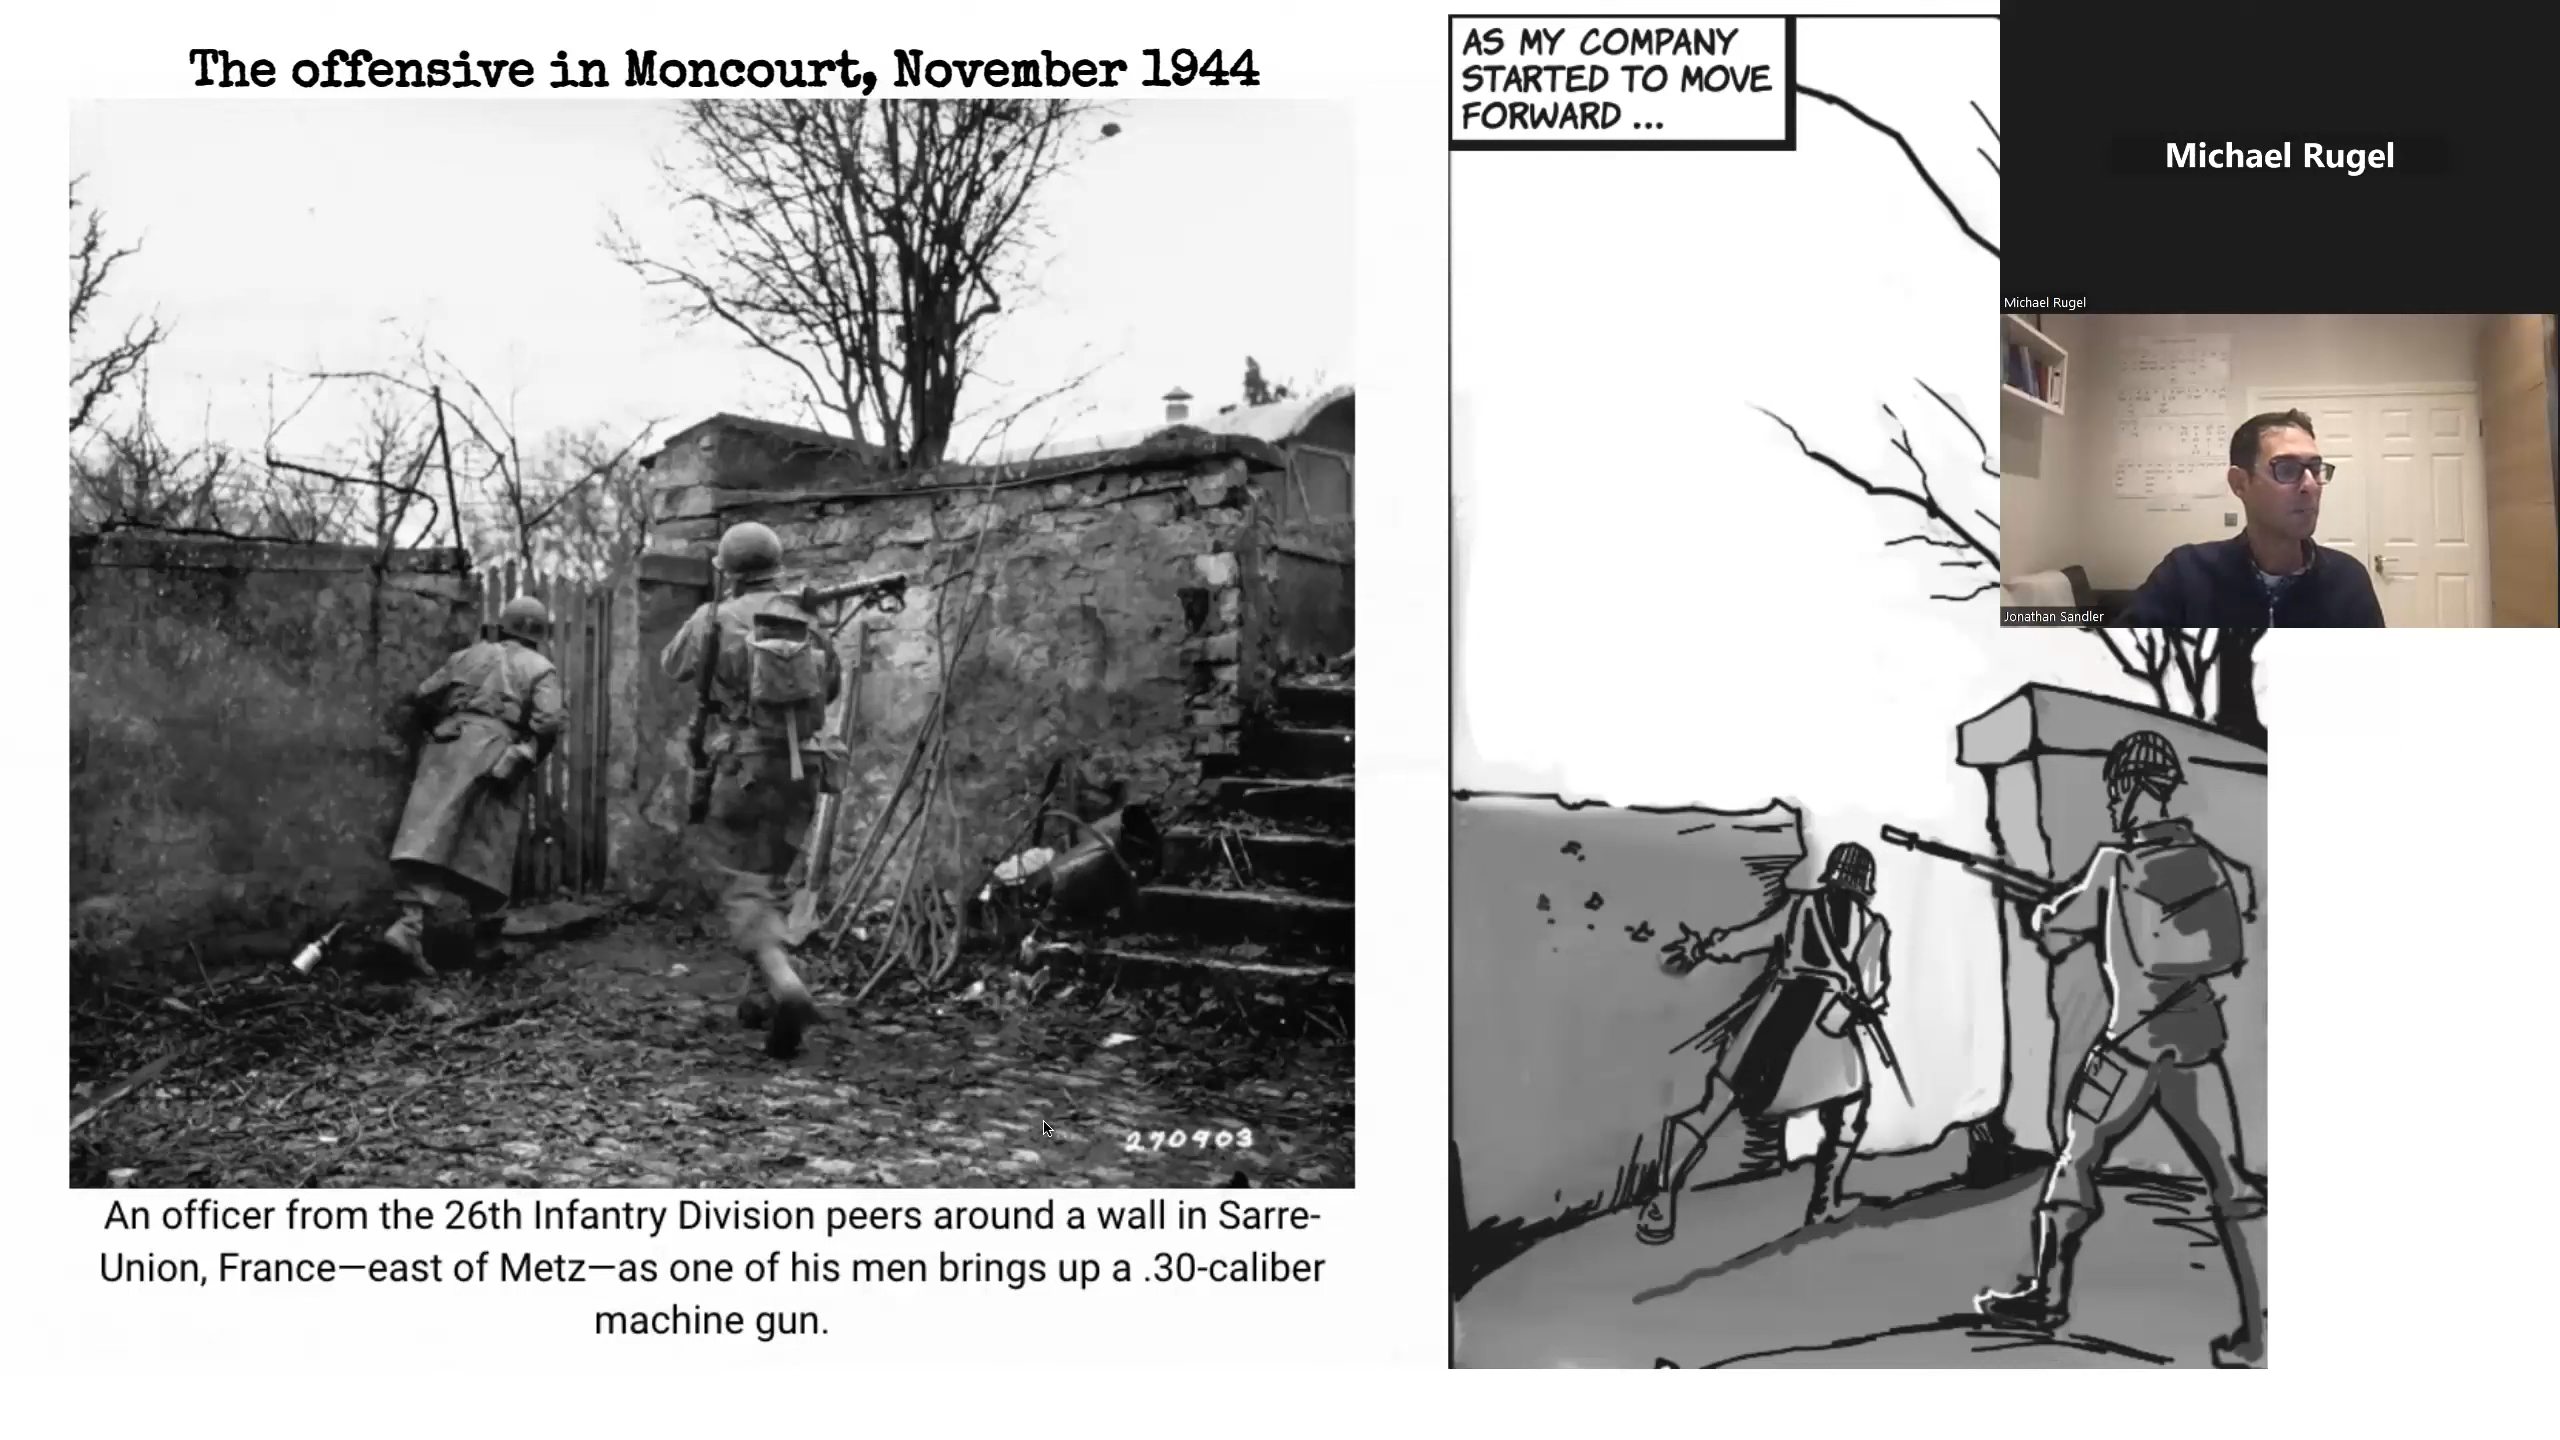 The offensive in Moncourt, November 1944
270903
An officer from the 26th Infantry Division peers around a wall in Sarre-
Union, France—east of Metz—as one of his men brings up a .30-caliber
machine gun.
AS MY COMPANY
STARTED TO MOVE
FORWARD ...
Michael Rugel
Michael Rugel
Jonathan Sandler